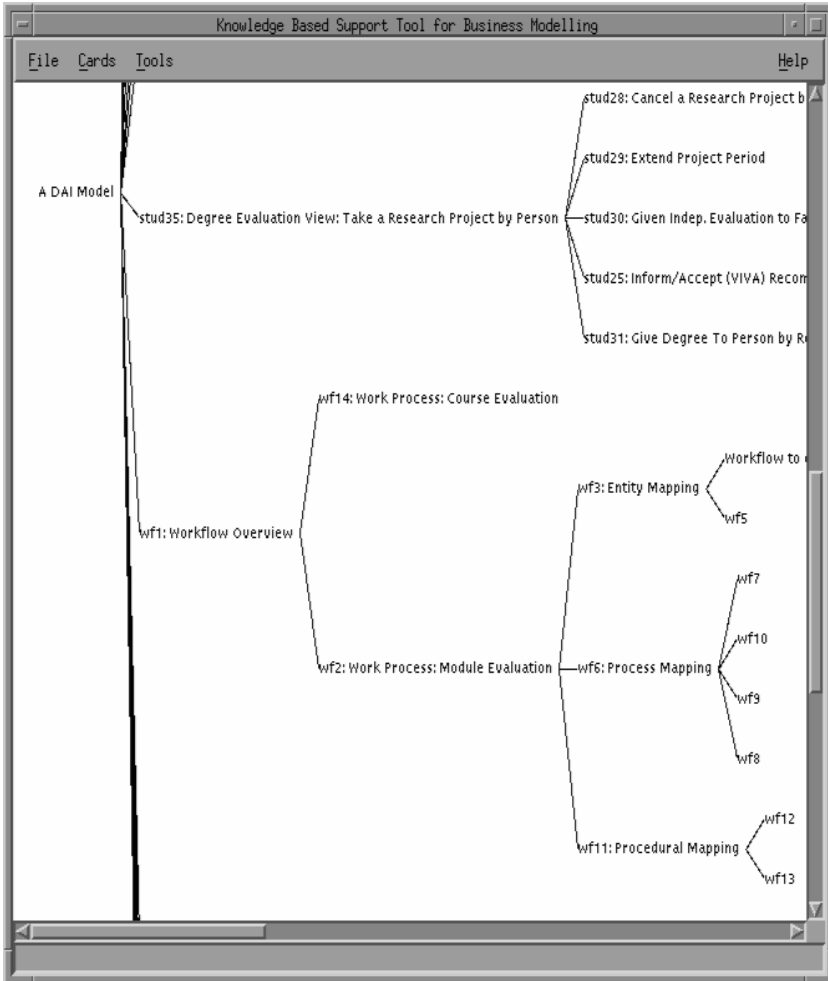 Knowledge Based Support Tool for Business Modelling
File Cards Tools Help
stud28: Cancel a Research Project b
stud29: Extend Project Period
A DAI Model
stud35: Degree Evaluation View: Take a Research Project by Person
stud30: Given Indep. Evaluation to Fa
stud25: Inform/Accept (VIVA) Recom
stud31: Give Degree To Person by R
wf14: Work Process: Course Evaluation
Workflow to
wf3: Entity Mapping
wf5
wf1: Workflow Overview
wf7
wf10
wf2: Work Process: Module Evaluation
wf6: Process Mapping
wf9
wf8
wf12
wf11: Procedural Mapping
wf13